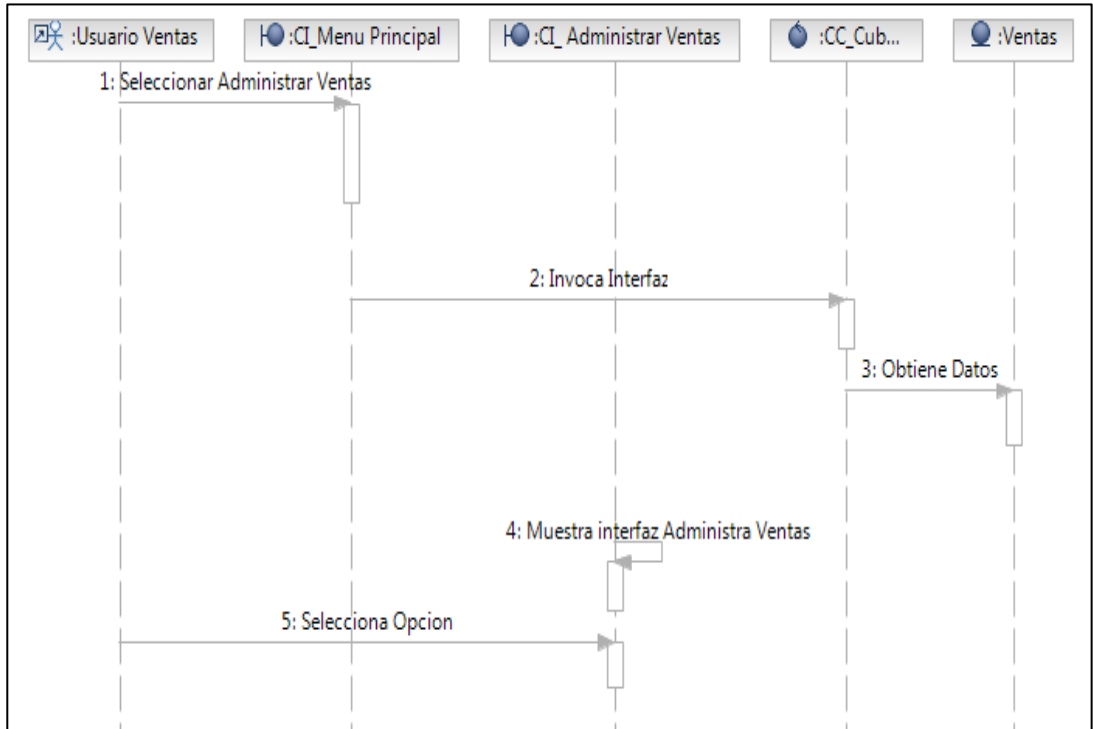 :Usuario Ventas
:CI_Menu Principal
:CI_ Administrar Ventas
:CC_Cub...
:Ventas
1: Seleccionar Administrar Ventas
2: Invoca Interfaz
3: Obtiene Datos
4: Muestra interfaz Administra Ventas
5: Selecciona Opcion